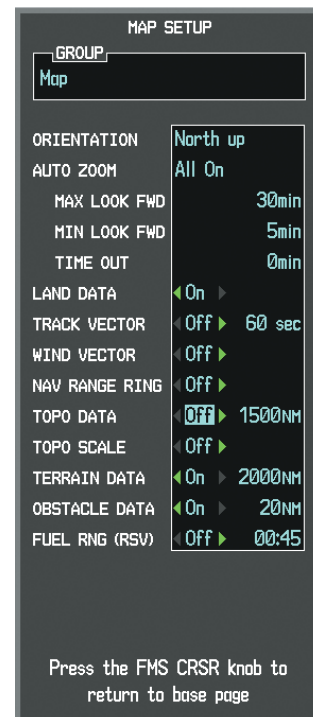 MAP SETUP
GROUP
Map
ORIENTATION North up
AUTO ZOOM All On
MAX LOOK FWD 30min
MIN LOOK FWD 5min
TIME OUT 0min
LAND DATA On
TRACK VECTOR Off 60 sec
WIND VECTOR Off
NAV RANGE RING Off
TOPO DATA Off 1500NM
TOPO SCALE Off
TERRAIN DATA On 2000NM
OBSTACLE DATA On 20NM
FUEL RNG (RSV) Off 00:45
Press the FMS CRSR knob to
return to base page